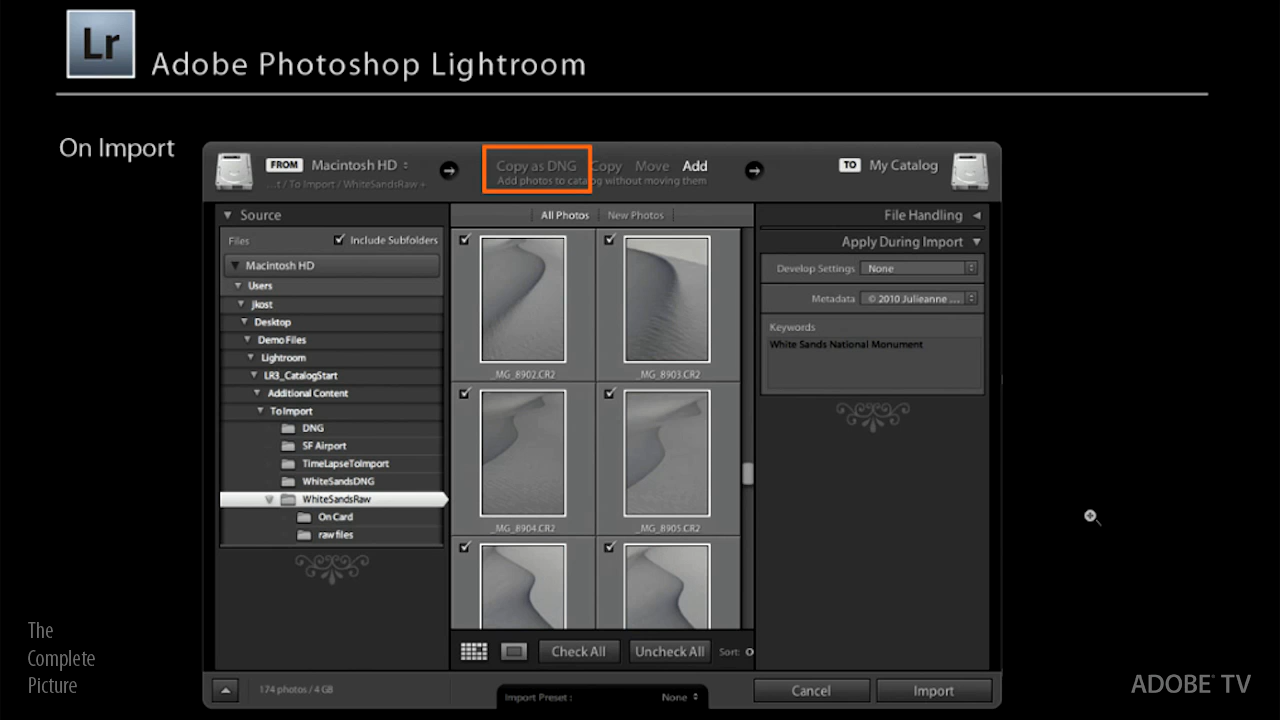 Lr
Adobe Photoshop Lightroom
On Import
FROM Macintosh HD
...t / To Import / WhiteSandsRaw +
Copy as DNG Copy Move Add
Add photos to catalog without moving them
TO My Catalog
Source
Files Include Subfolders
Macintosh HD
Users
jkost
Desktop
Demo Files
Lightroom
LR3_CatalogStart
Additional Content
To Import
DNG
SF Airport
TimeLapseToImport
WhiteSandsDNG
WhiteSandsRaw
On Card
raw files
All Photos New Photos
_MG_8902.CR2 _MG_8903.CR2
_MG_8904.CR2 _MG_8905.CR2
File Handling
Apply During Import
Develop Settings None
Metadata © 2010 Julieanne ...
Keywords
White Sands National Monument
Check All Uncheck All Sort:
174 photos / 4 GB
Import Preset : None
Cancel Import
The
Complete
Picture
ADOBE® TV